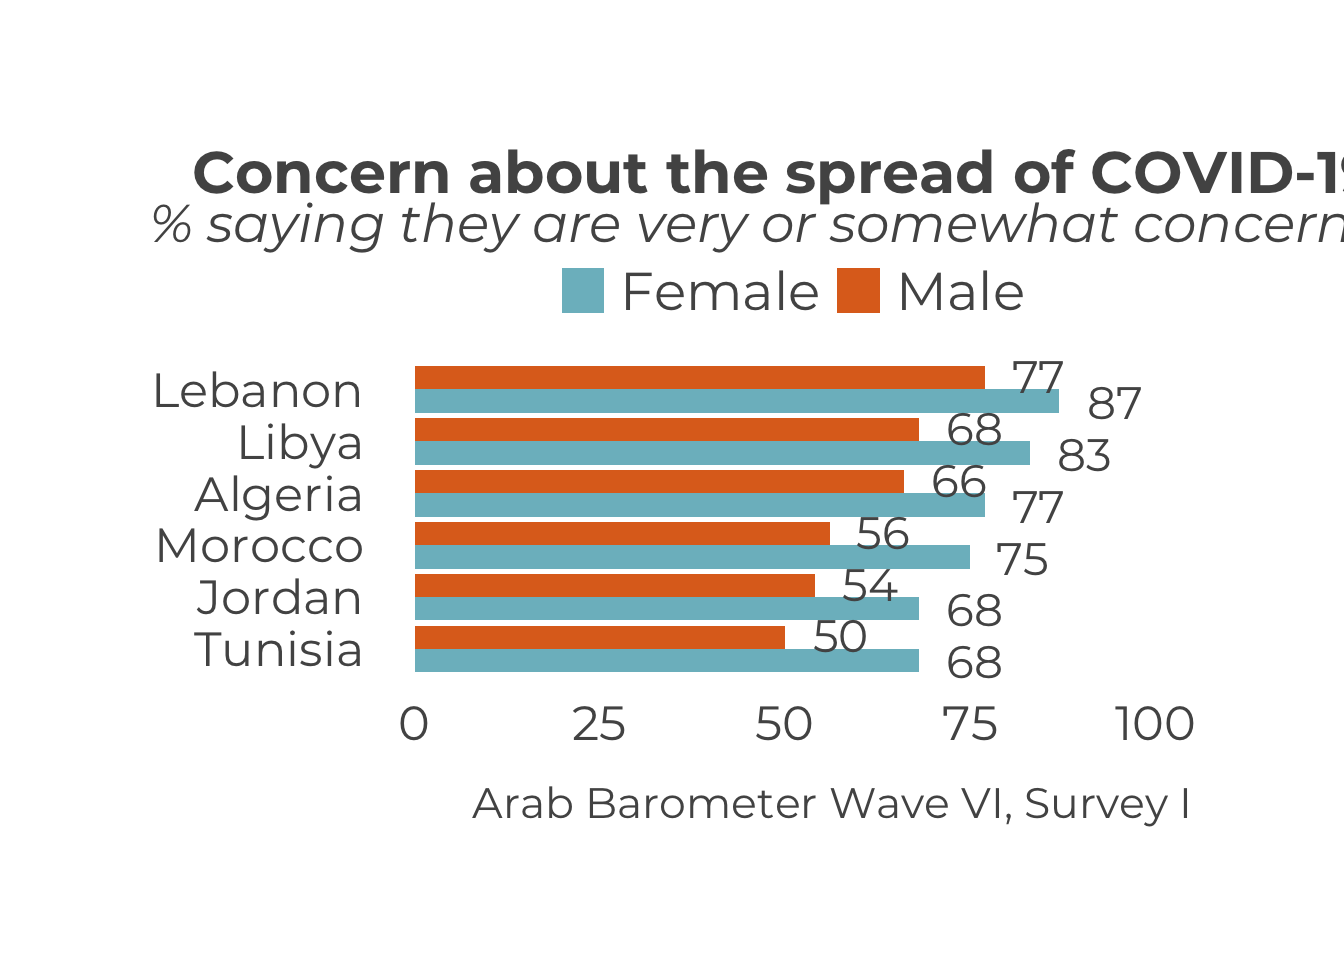 Concern about the spread of COVID-19
% saying they are very or somewhat concern
Female Male
Lebanon 77 87
Libya 68 83
Algeria 66 77
Morocco 56 75
Jordan 54 68
Tunisia 50 68
0 25 50 75 100
Arab Barometer Wave VI, Survey I